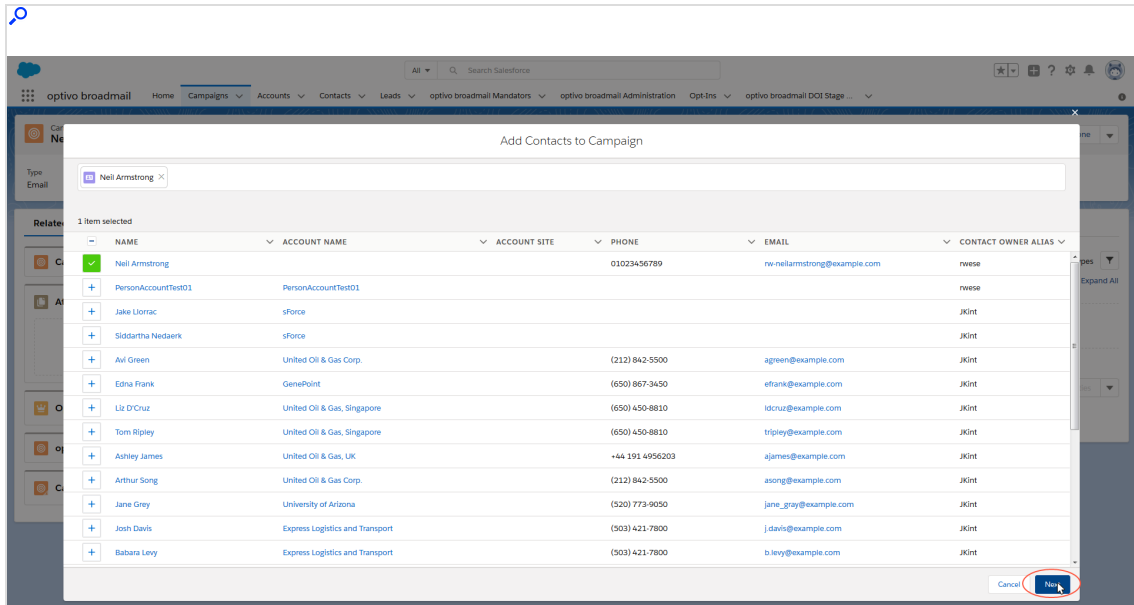 All Search Salesforce
optivo broadmail Home Campaigns Accounts Contacts Leads optivo broadmail Mandators optivo broadmail Administration Opt-Ins optivo broadmail DOI Stage ...
Add Contacts to Campaign
Type
Email
Neil Armstrong
Related
1 item selected
NAME ACCOUNT NAME ACCOUNT SITE PHONE EMAIL CONTACT OWNER ALIAS
Neil Armstrong 01023456789 rw-neilarmstrong@example.com rwese
PersonAccountTest01 PersonAccountTest01 rwese
Expand All
Jake Llorrac sForce JKint
Siddartha Nedaerk sForce JKint
Avi Green United Oil & Gas Corp. (212) 842-5500 agreen@example.com JKint
Edna Frank GenePoint (650) 867-3450 efrank@example.com JKint
Liz D'Cruz United Oil & Gas, Singapore (650) 450-8810 ldcruz@example.com JKint
Tom Ripley United Oil & Gas, Singapore (650) 450-8810 tripley@example.com JKint
Ashley James United Oil & Gas, UK +44 191 4956203 ajames@example.com JKint
Arthur Song United Oil & Gas Corp. (212) 842-5500 asong@example.com JKint
Jane Grey University of Arizona (520) 773-9050 jane_gray@example.com JKint
Josh Davis Express Logistics and Transport (503) 421-7800 j.davis@example.com JKint
Babara Levy Express Logistics and Transport (503) 421-7800 b.levy@example.com JKint
Cancel Next